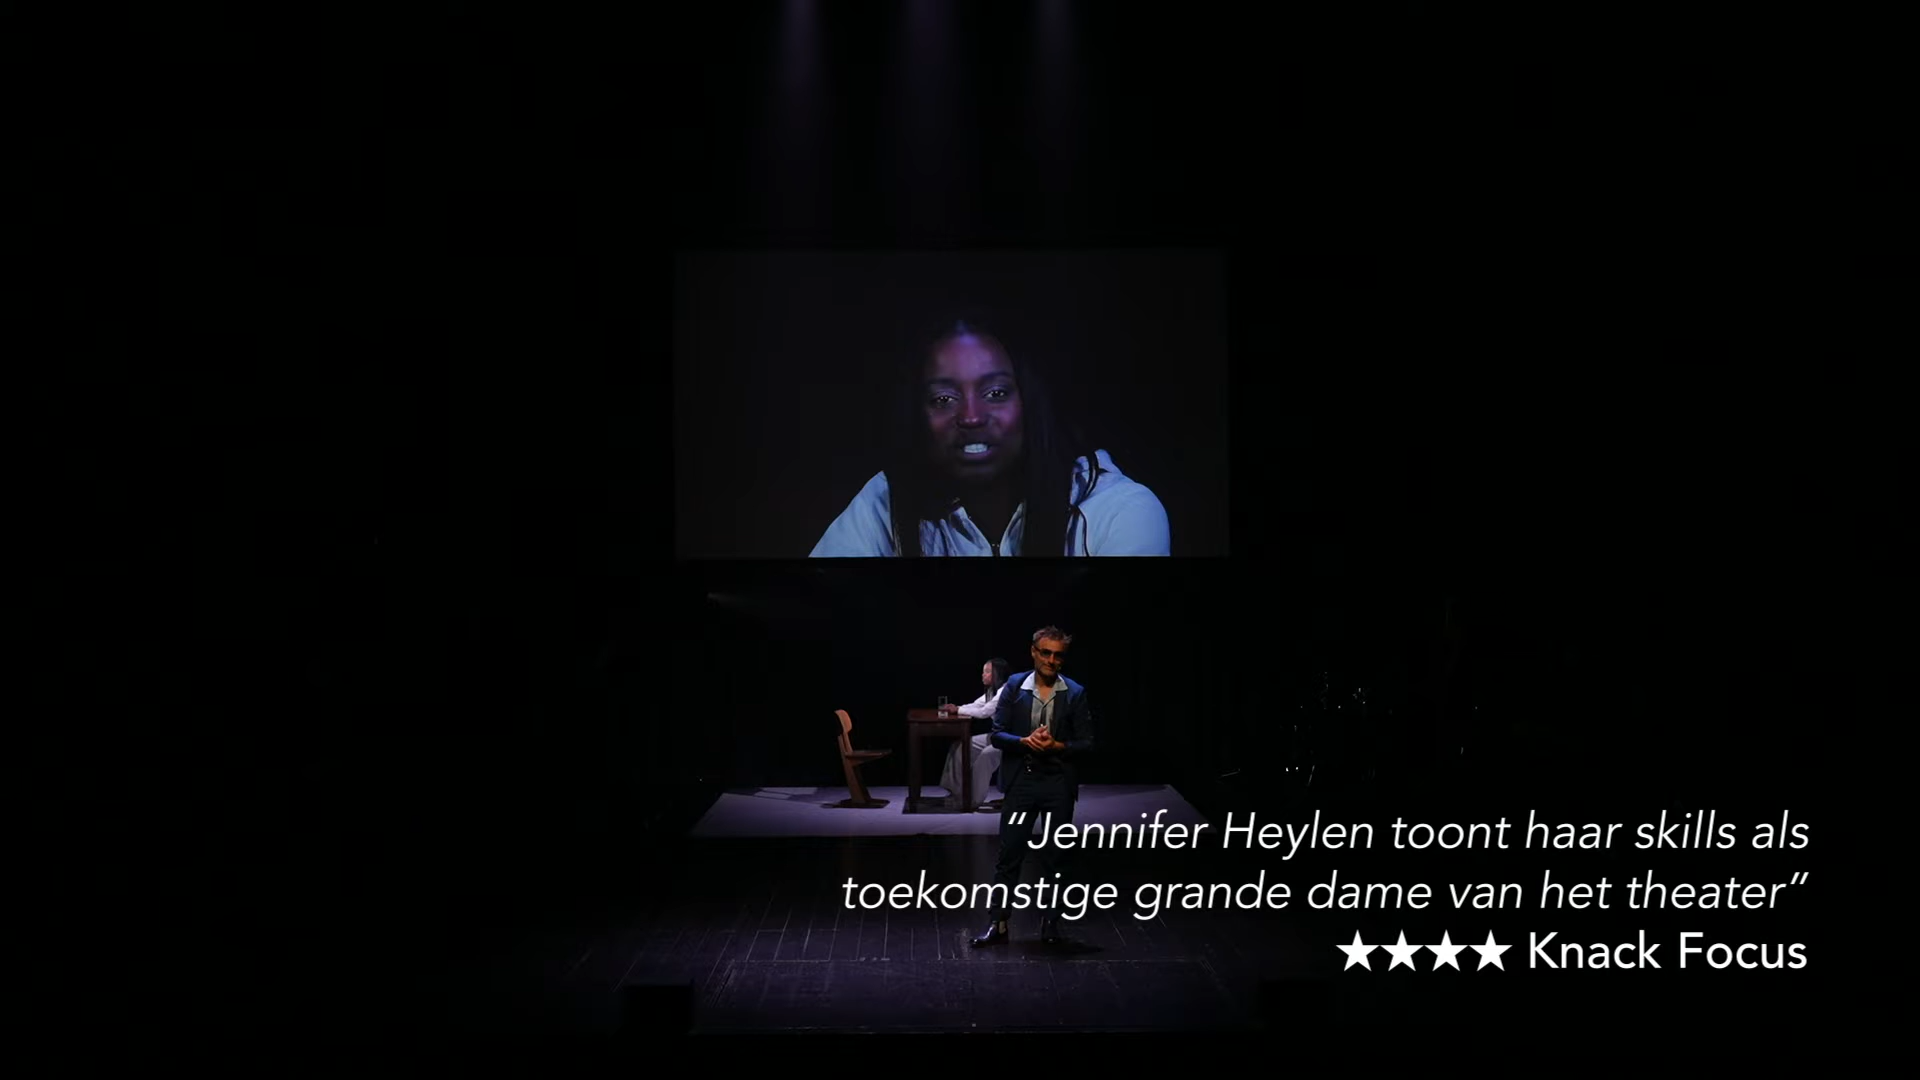 “Jennifer Heylen toont haar skills als
toekomstige grande dame van het theater”
★★★★ Knack Focus